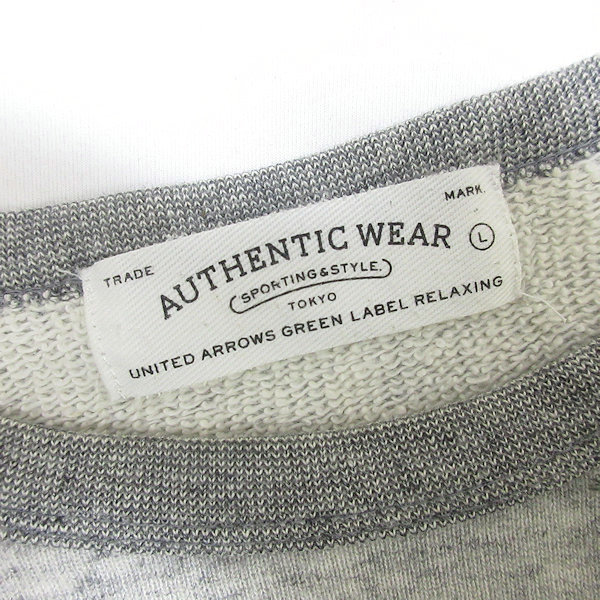 TRADE MARK.
AUTHENTIC WEAR L
SPORTING&STYLE.
TOKYO
UNITED ARROWS GREEN LABEL RELAXING